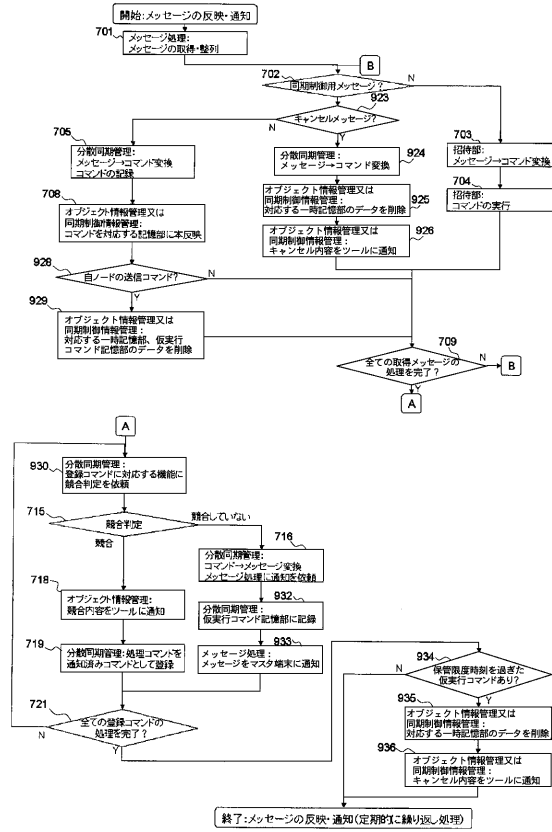 開始:メッセージの反映・通知
701
メッセージ処理:
メッセージの取得・整列
B
702
同期制御用メッセージ?
N
Y
923
キャンセルメッセージ?
N
Y
705
分散同期管理:
メッセージ→コマンド変換
コマンドの記録
924
分散同期管理:
メッセージ→コマンド変換
703
招待部:
メッセージ→コマンド変換
704
招待部:
コマンドの実行
708
オブジェクト情報管理又は
同期制御情報管理:
コマンドを対応する記憶部に本反映
925
オブジェクト情報管理又は
同期制御情報管理:
対応する一時記憶部のデータを削除
926
オブジェクト情報管理又は
同期制御情報管理:
キャンセル内容をツールに通知
928
自ノードの送信コマンド?
N
Y
929
オブジェクト情報管理又は
同期制御情報管理:
対応する一時記憶部、仮実行
コマンド記憶部のデータを削除
709
全ての取得メッセージの
処理を完了?
N
B
Y
A
A
930
分散同期管理:
登録コマンドに対応する機能に
競合判定を依頼
715
競合判定
競合していない
競合
716
分散同期管理:
コマンド→メッセージ変換
メッセージ処理に通知を依頼
718
オブジェクト情報管理:
競合内容をツールに通知
932
分散同期管理:
仮実行コマンド記憶部に記録
719
分散同期管理:処理コマンドを
通知済みコマンドとして登録
933
メッセージ処理:
メッセージをマスタ端末に通知
721
全ての登録コマンドの
処理を完了?
N
Y
934
保管限度時刻を過ぎた
仮実行コマンドあり?
N
Y
935
オブジェクト情報管理又は
同期制御情報管理:
対応する一時記憶部のデータを削除
936
オブジェクト情報管理又は
同期制御情報管理:
キャンセル内容をツールに通知
終了:メッセージの反映・通知(定期的に繰り返し処理)